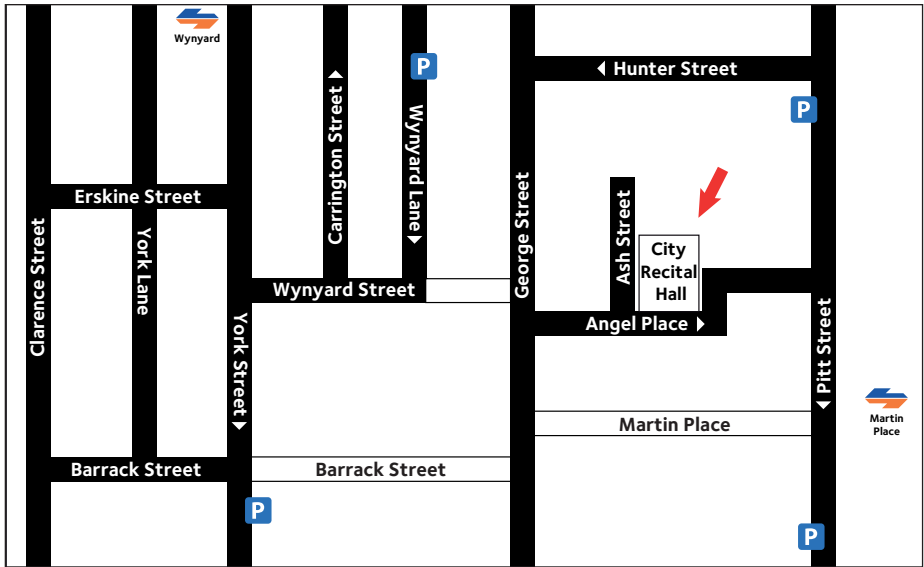 Wynyard
P
Hunter Street
P
Carrington Street
Wynyard Lane
Erskine Street
Clarence Street
York Lane
George Street
Ash Street
City
Recital
Hall
Wynyard Street
York Street
Angel Place
Pitt Street
Martin
Place
Martin Place
Barrack Street
Barrack Street
P
P